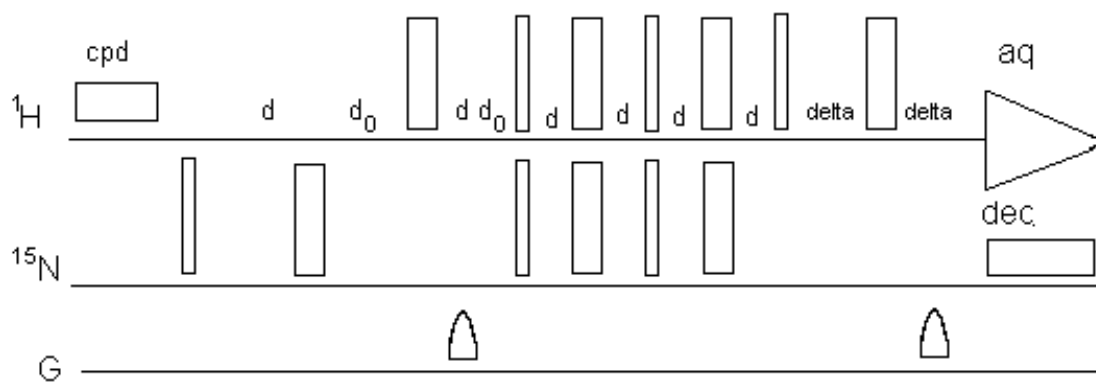 cpd aq
¹H d d₀ d d₀ d d d d delta delta
dec
¹⁵N
G